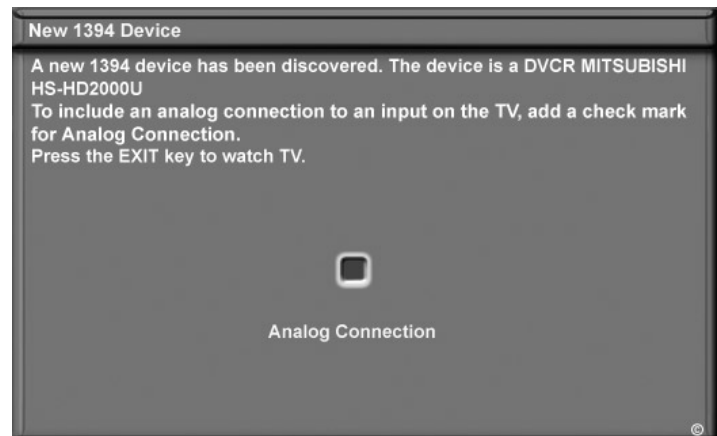 New 1394 Device
A new 1394 device has been discovered. The device is a DVCR MITSUBISHI
HS-HD2000U
To include an analog connection to an input on the TV, add a check mark
for Analog Connection.
Press the EXIT key to watch TV.
Analog Connection
©